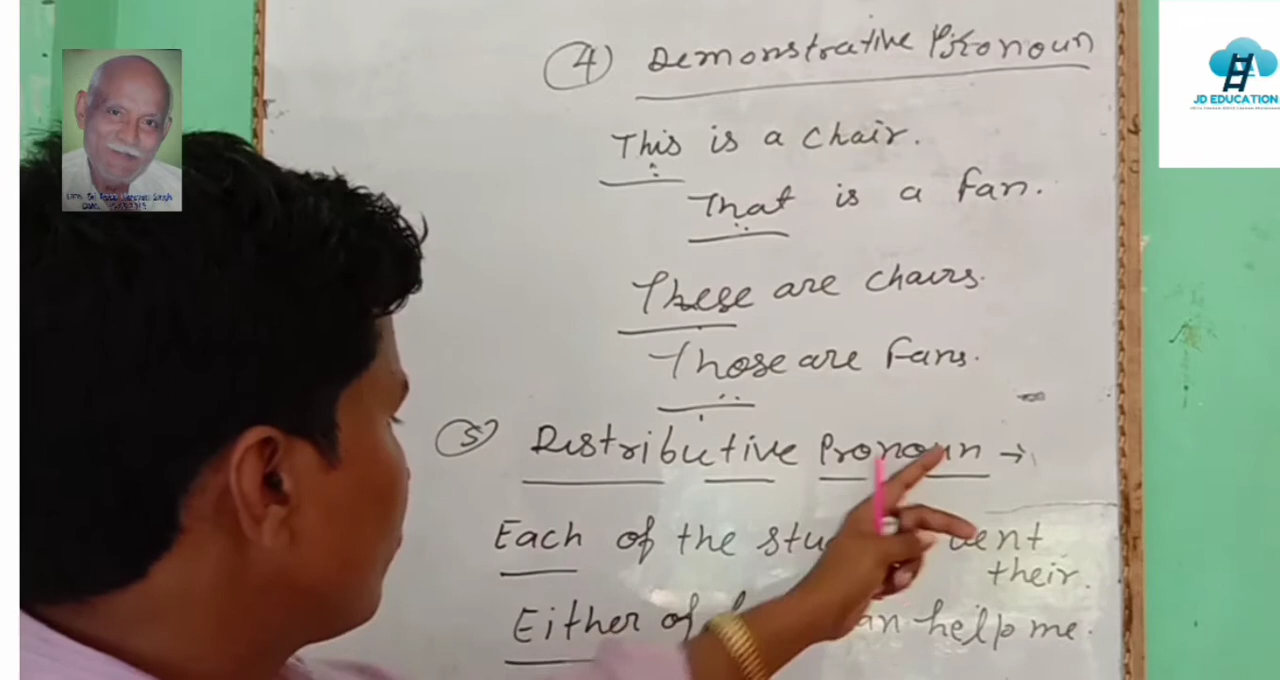 ④ Demonstrative Pronoun
This is a chair.
That is a Fan.
These are chairs.
Those are Fans.
⑤ Distributive Pronoun →
Each of the stu ent
their.
Either of an help me.
JD EDUCATION